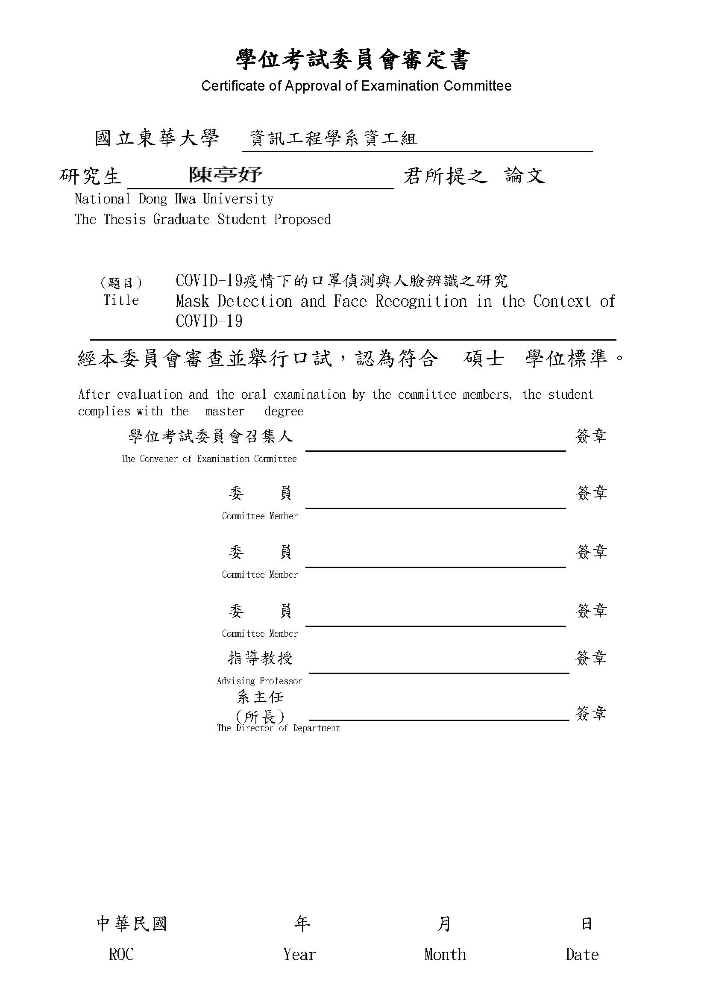 學位考試委員會審定書
Certificate of Approval of Examination Committee
國立東華大學 資訊工程學系資工組
研究生 陳亭妤 君所提之 論文
National Dong Hwa University
The Thesis Graduate Student Proposed
(題目) COVID-19疫情下的口罩偵測與人臉辨識之研究
Title Mask Detection and Face Recognition in the Context of
COVID-19
經本委員會審查並舉行口試，認為符合 碩士 學位標準。
After evaluation and the oral examination by the committee members, the student
complies with the master degree
學位考試委員會召集人 簽章
The Convener of Examination Committee
委 員 簽章
Committee Member
委 員 簽章
Committee Member
委 員 簽章
Committee Member
指導教授 簽章
Advising Professor
系主任
(所長) 簽章
The Director of Department
中華民國 年 月 日
ROC Year Month Date